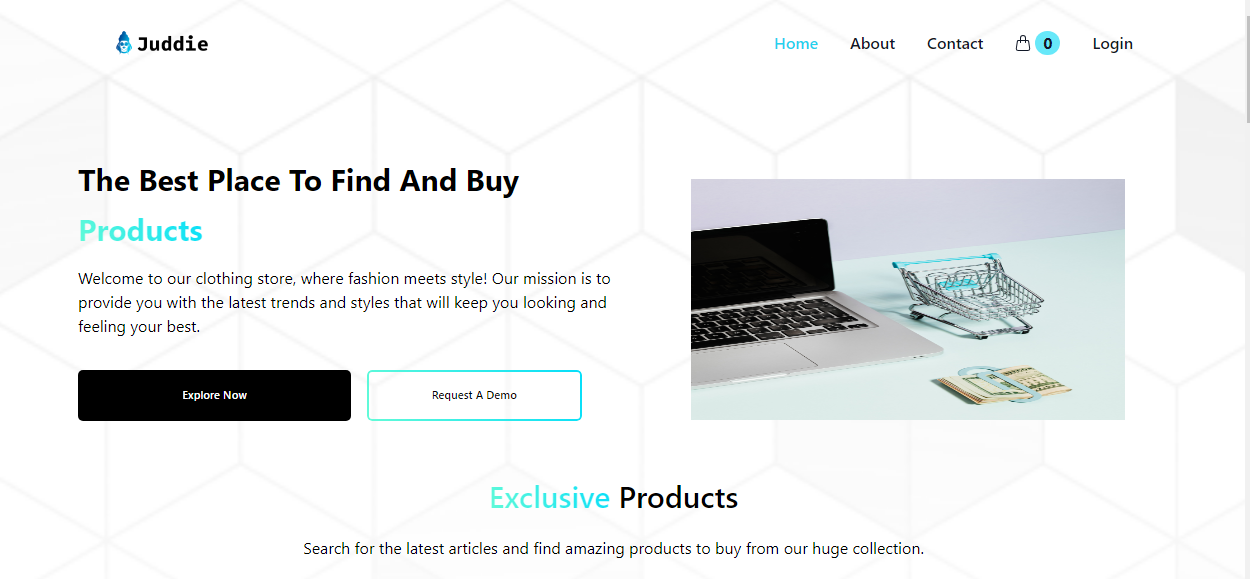 Juddie
Home About Contact 0 Login
The Best Place To Find And Buy
Products
Welcome to our clothing store, where fashion meets style! Our mission is to
provide you with the latest trends and styles that will keep you looking and
feeling your best.
Explore Now
Request A Demo
Exclusive Products
Search for the latest articles and find amazing products to buy from our huge collection.